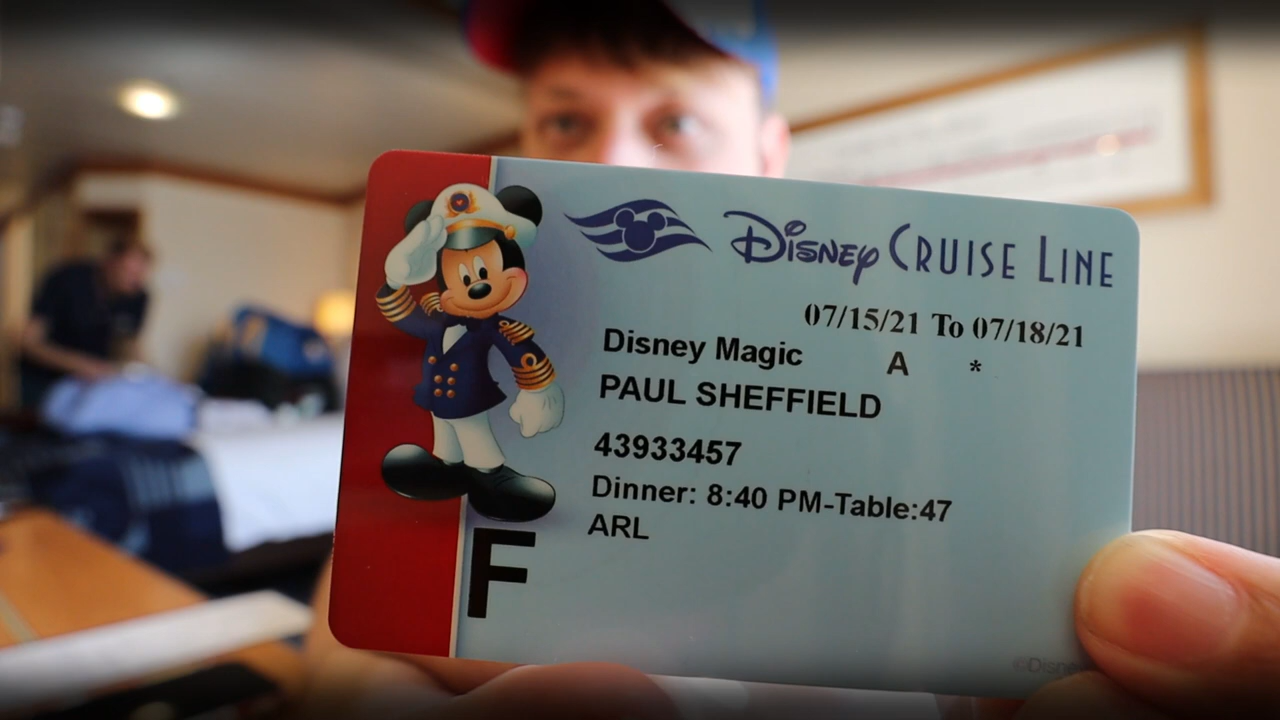 Disney Cruise Line
07/15/21 To 07/18/21
Disney Magic A *
PAUL SHEFFIELD
43933457
Dinner: 8:40 PM-Table:47
ARL
F
©Disney